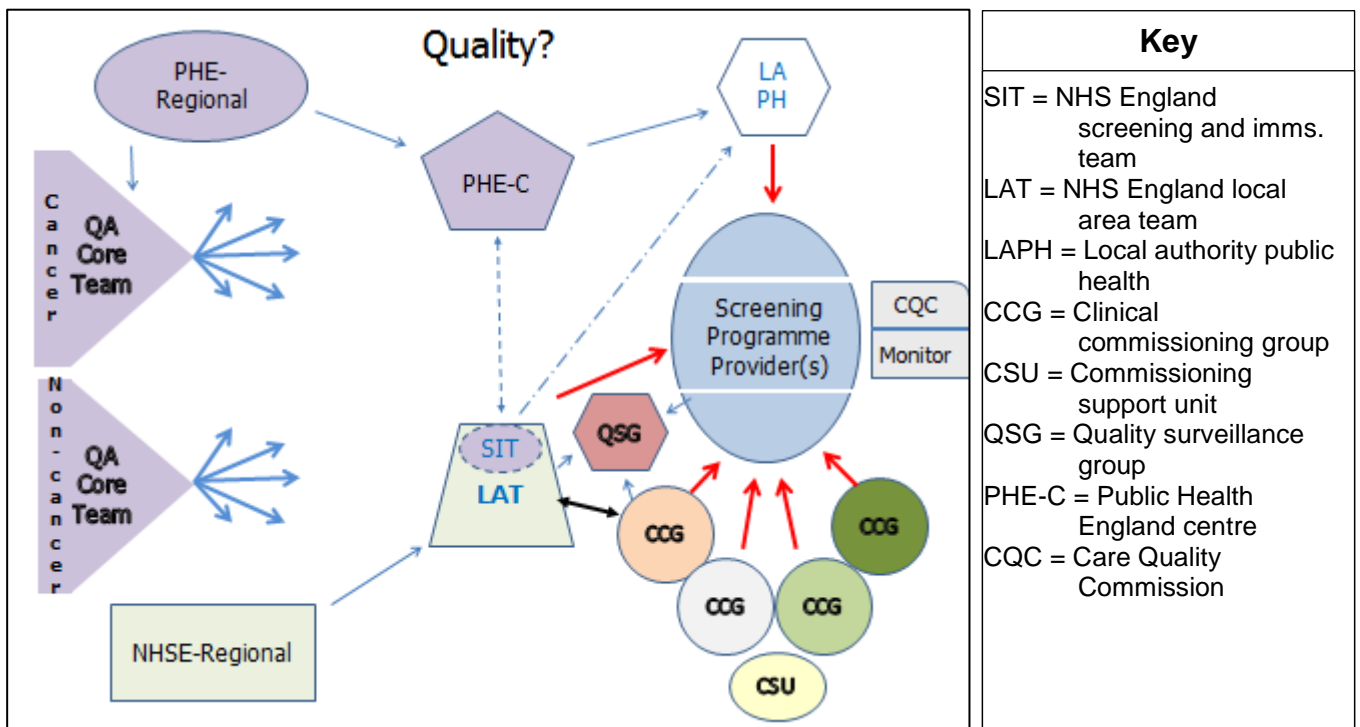 Quality?
PHE-
Regional
LA
PH
PHE-C
Cancer
QA
Core
Team
Screening
Programme
Provider(s)
CQC
Monitor
Non-cancer
QA
Core
Team
SIT
LAT
QSG
CCG
CCG
CCG
CCG
CSU
NHSE-Regional
Key
SIT = NHS England
screening and imms.
team
LAT = NHS England local
area team
LAPH = Local authority public
health
CCG = Clinical
commissioning group
CSU = Commissioning
support unit
QSG = Quality surveillance
group
PHE-C = Public Health
England centre
CQC = Care Quality
Commission